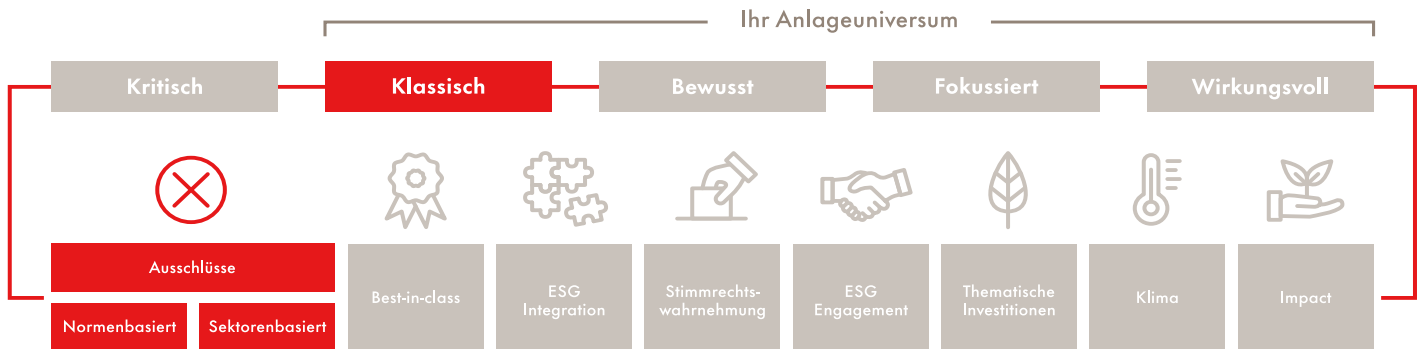 Ihr Anlageuniversum
Kritisch
Klassisch
Bewusst
Fokussiert
Wirkungsvoll
Ausschlüsse
Normenbasiert
Sektorenbasiert
Best-in-class
ESG
Integration
Stimmrechts-
wahrnehmung
ESG
Engagement
Thematische
Investitionen
Klima
Impact